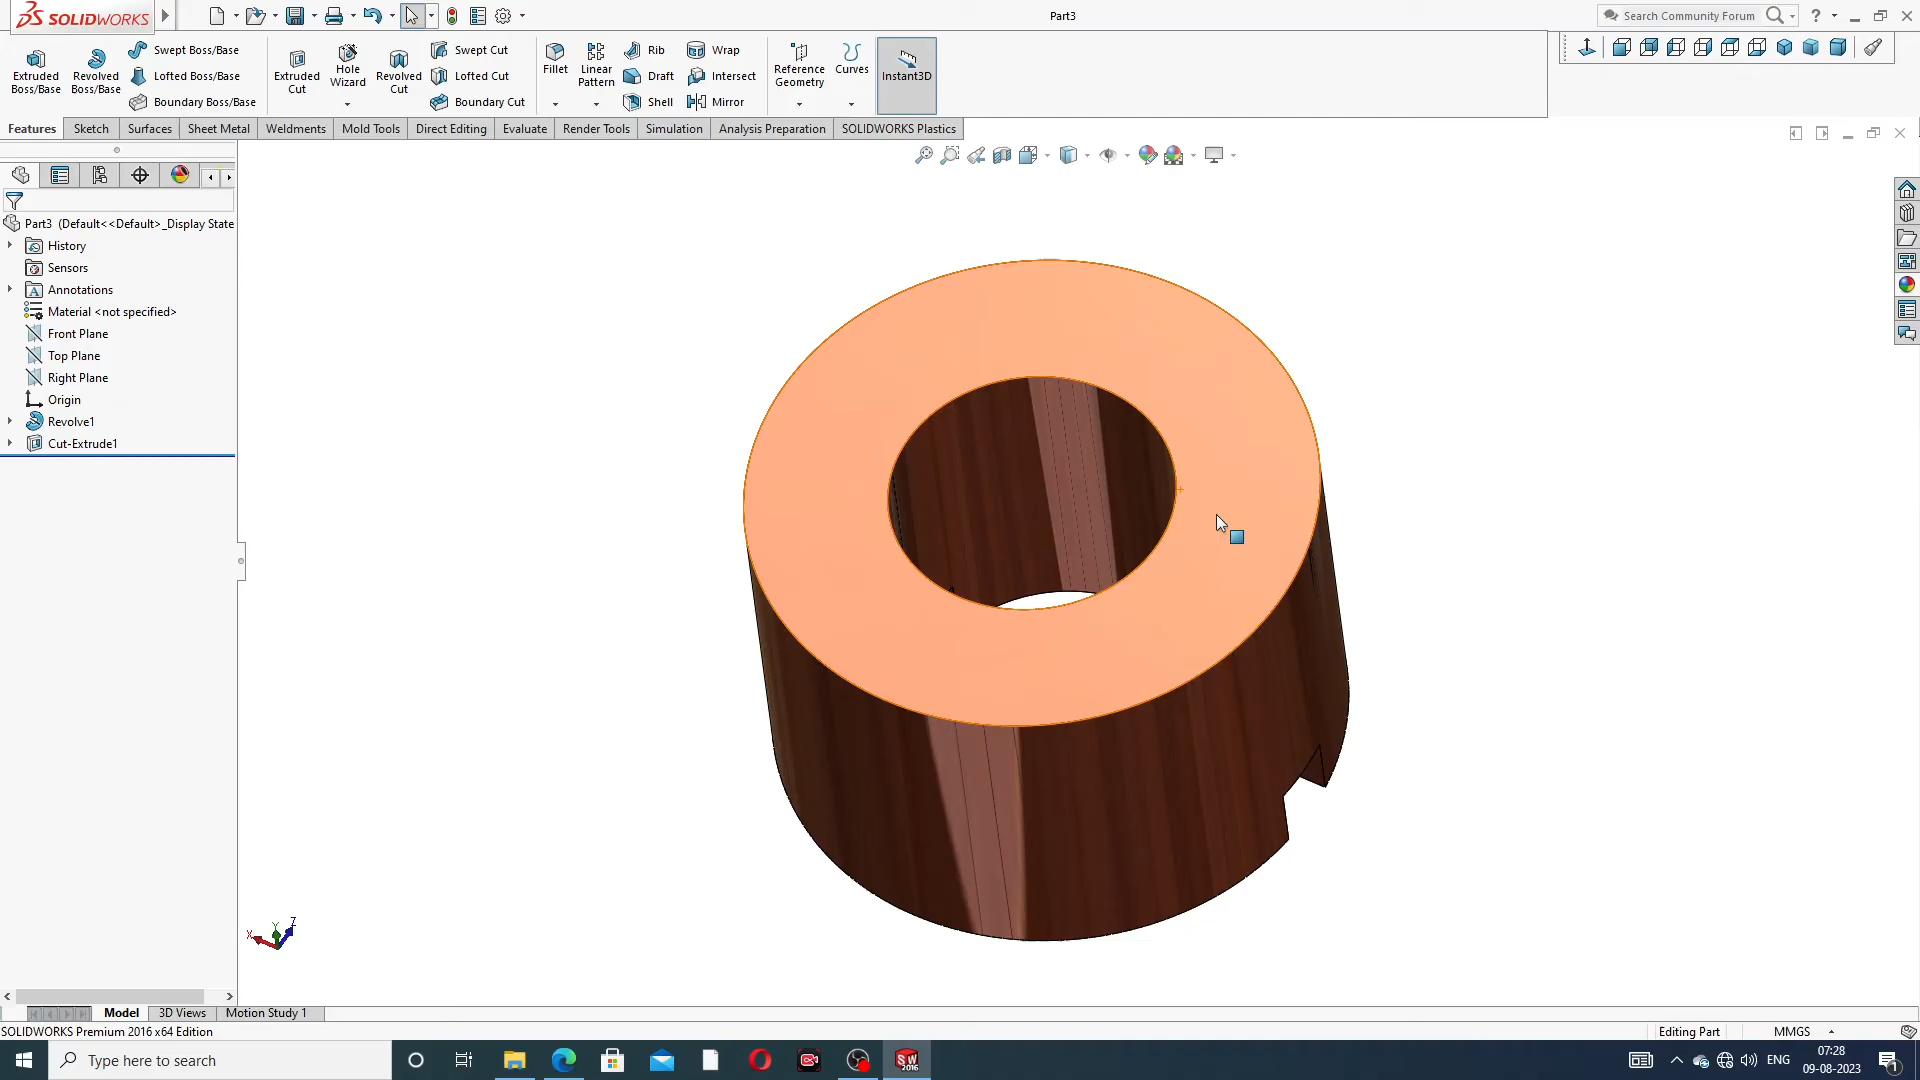 SOLIDWORKS
Part3
Search Community Forum
?
Extruded Boss/Base
Revolved Boss/Base
Swept Boss/Base
Lofted Boss/Base
Boundary Boss/Base
Extruded Cut
Hole Wizard
Revolved Cut
Swept Cut
Lofted Cut
Boundary Cut
Fillet
Linear Pattern
Rib
Draft
Shell
Wrap
Intersect
Mirror
Reference Geometry
Curves
Instant3D
Features
Sketch
Surfaces
Sheet Metal
Weldments
Mold Tools
Direct Editing
Evaluate
Render Tools
Simulation
Analysis Preparation
SOLIDWORKS Plastics
Part3 (Default<<Default>_Display State
History
Sensors
Annotations
Material <not specified>
Front Plane
Top Plane
Right Plane
Origin
Revolve1
Cut-Extrude1
X
Y
Z
Model
3D Views
Motion Study 1
SOLIDWORKS Premium 2016 x64 Edition
Editing Part
MMGS
Type here to search
SW
2016
ENG
07:28
09-08-2023
1